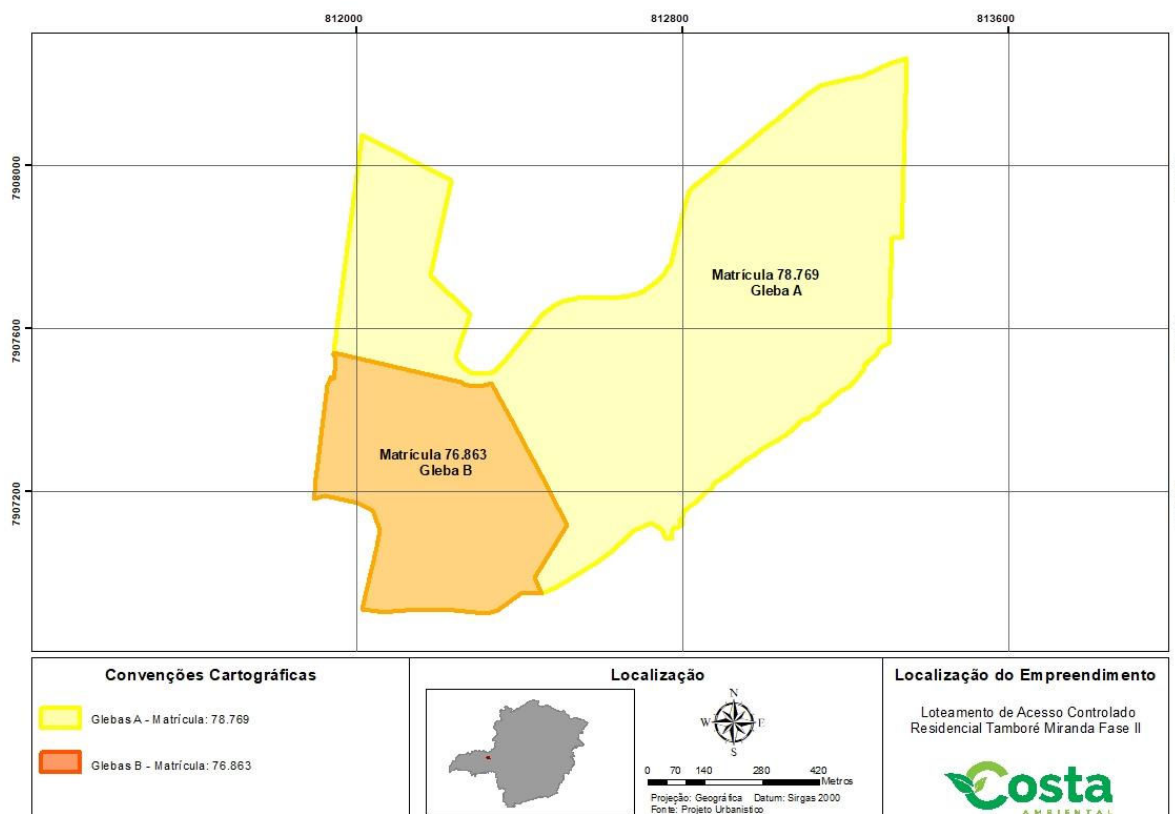 812000
812800
813600
7908000
7907600
7907200
Matrícula 78.769
Gleba A
Matrícula 76.863
Gleba B
Convenções Cartográficas
Glebas A - Matrícula: 78.769
Glebas B - Matrícula: 76.863
Localização
N
W
E
S
0 70 140 280 420
Metros
Projeção: Geográfica Datum: Sirgas 2000
Fonte: Projeto Urbanistico
Localização do Empreendimento
Loteamento de Acesso Controlado
Residencial Tamboré Miranda Fase II
Costa
AMBIENTAL